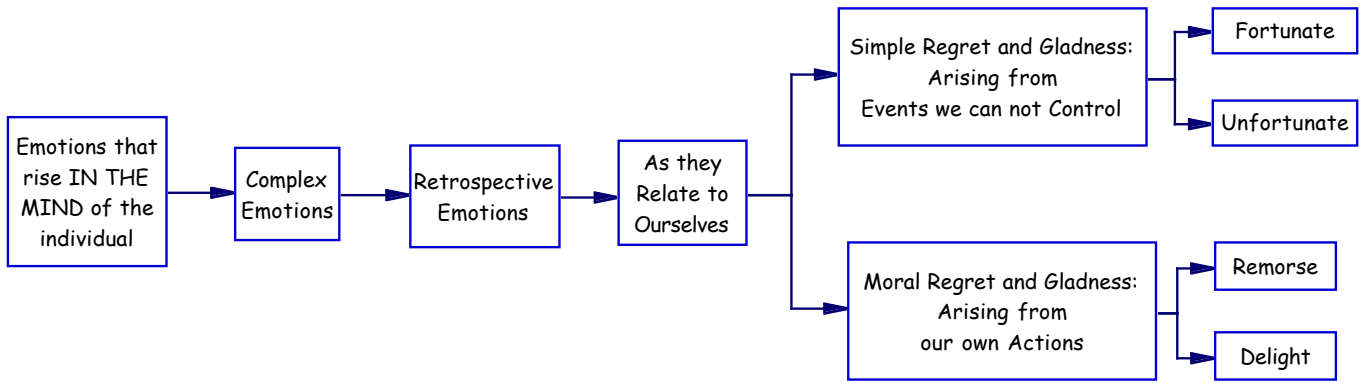 Emotions that
rise IN THE
MIND of the
individual
Complex
Emotions
Retrospective
Emotions
As they
Relate to
Ourselves
Simple Regret and Gladness:
Arising from
Events we can not Control
Fortunate
Unfortunate
Moral Regret and Gladness:
Arising from
our own Actions
Remorse
Delight